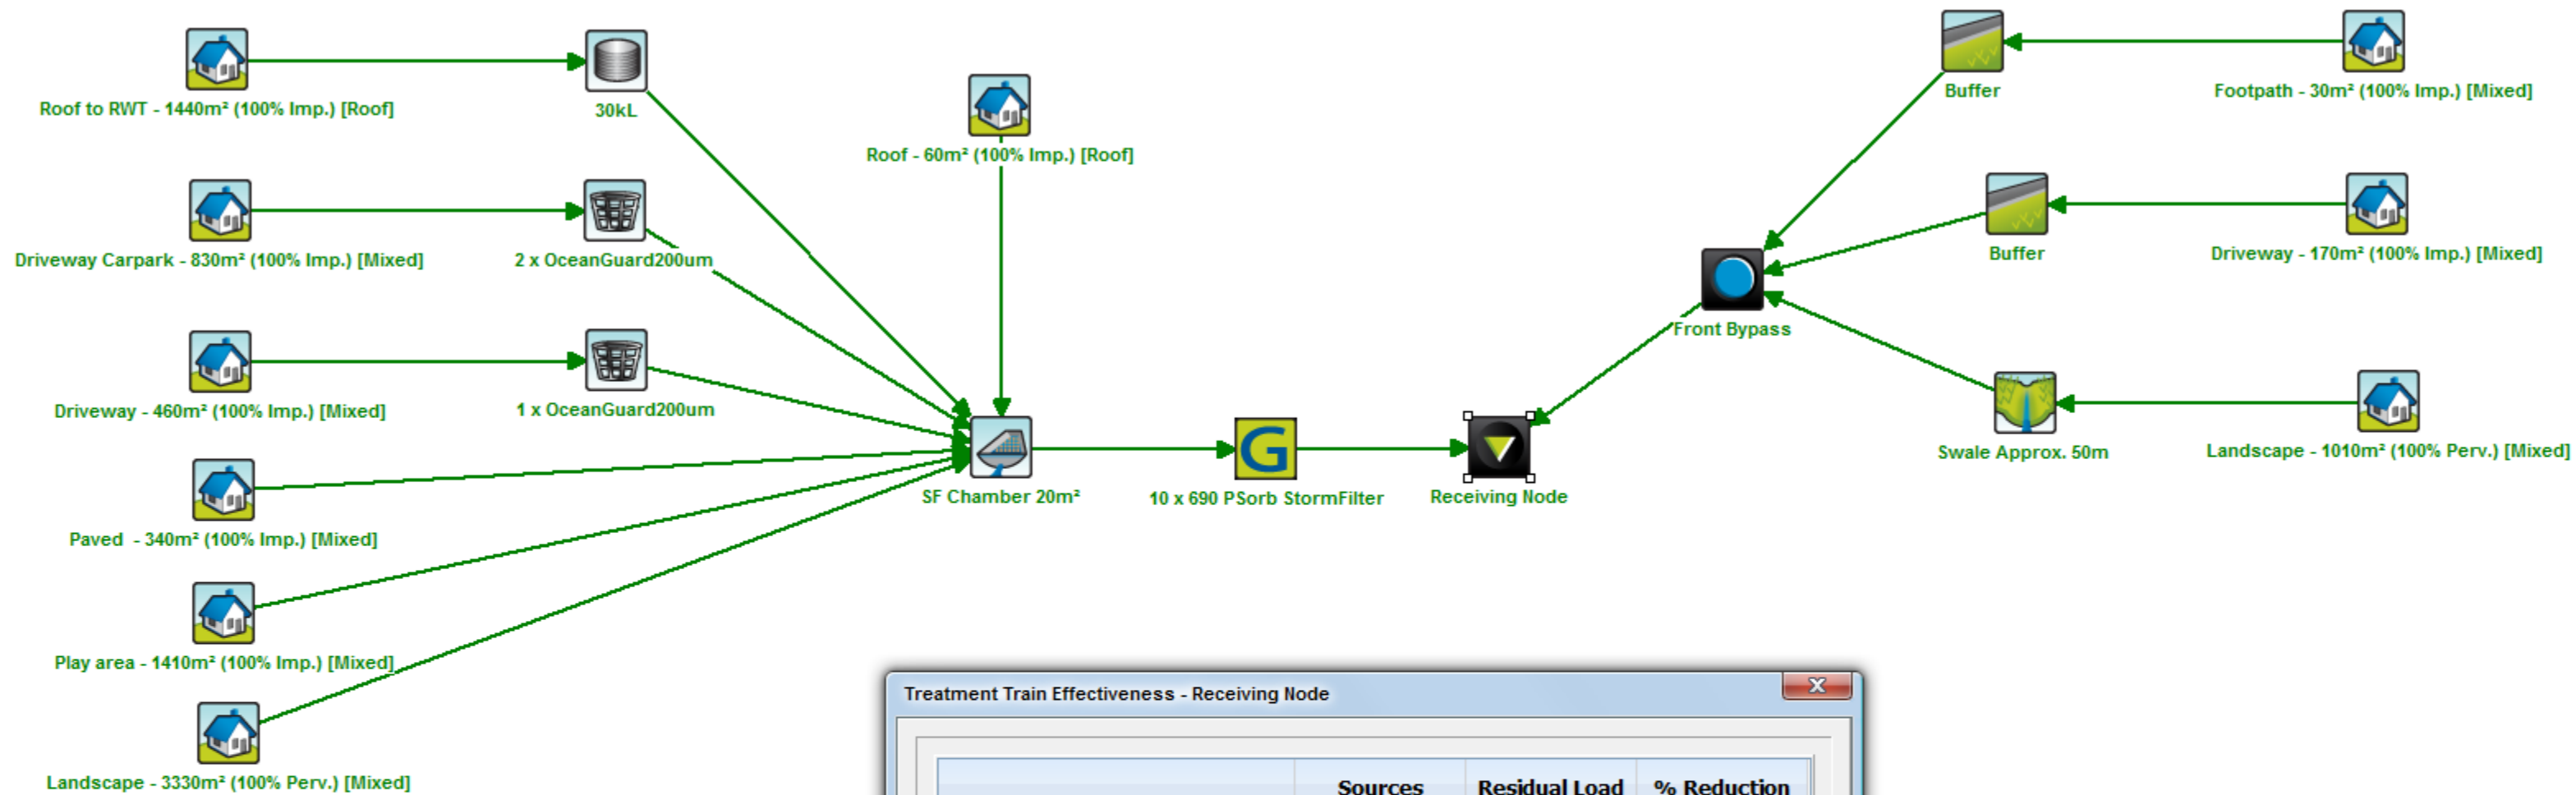 Roof to RWT - 1440m² (100% Imp.) [Roof]
30kL
Roof - 60m² (100% Imp.) [Roof]
Buffer
Footpath - 30m² (100% Imp.) [Mixed]
Driveway Carpark - 830m² (100% Imp.) [Mixed]
2 x OceanGuard200um
Buffer
Driveway - 170m² (100% Imp.) [Mixed]
Front Bypass
Driveway - 460m² (100% Imp.) [Mixed]
1 x OceanGuard200um
Swale Approx. 50m
Landscape - 1010m² (100% Perv.) [Mixed]
G
SF Chamber 20m²
10 x 690 PSorb StormFilter
Receiving Node
Paved - 340m² (100% Imp.) [Mixed]
Play area - 1410m² (100% Imp.) [Mixed]
Landscape - 3330m² (100% Perv.) [Mixed]
Treatment Train Effectiveness - Receiving Node
Sources Residual Load % Reduction